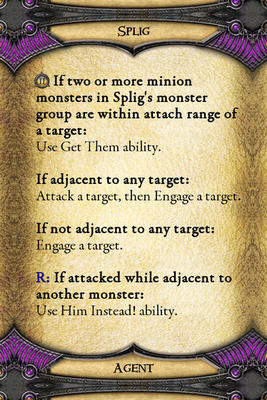 Splig
If two or more minion
monsters in Splig's monster
group are within attach range of
a target:
Use Get Them ability.
If adjacent to any target:
Attack a target, then Engage a target.
If not adjacent to any target:
Engage a target.
R: If attacked while adjacent to
another monster:
Use Him Instead! ability.
Agent